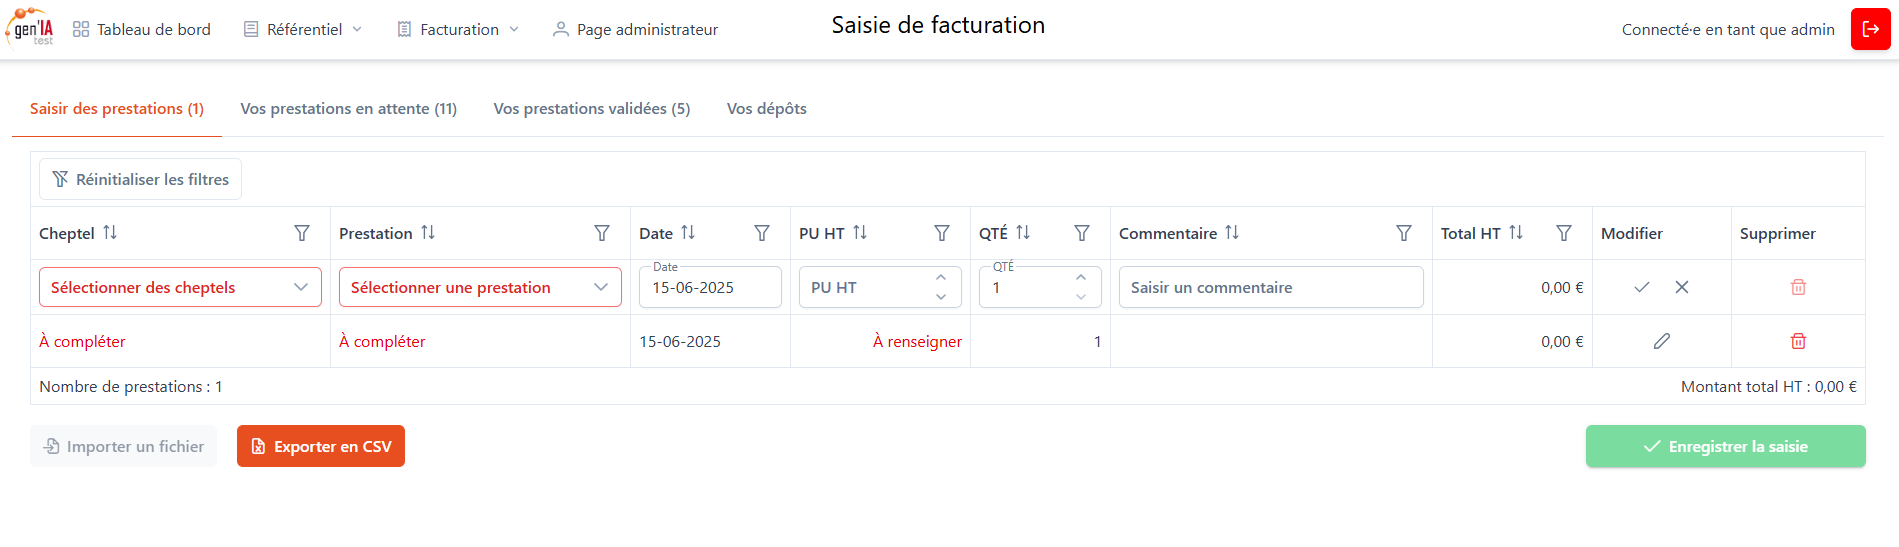 gen'IA test
Tableau de bord Référentiel Facturation Page administrateur Saisie de facturation Connecté·e en tant que admin
Saisir des prestations (1) Vos prestations en attente (11) Vos prestations validées (5) Vos dépôts
Réinitialiser les filtres
Cheptel Prestation Date PU HT QTÉ Commentaire Total HT Modifier Supprimer
Date QTÉ
Sélectionner des cheptels Sélectionner une prestation 15-06-2025 PU HT 1 Saisir un commentaire 0,00 €
À compléter À compléter 15-06-2025 À renseigner 1 0,00 €
Nombre de prestations : 1 Montant total HT : 0,00 €
Importer un fichier Exporter en CSV Enregistrer la saisie